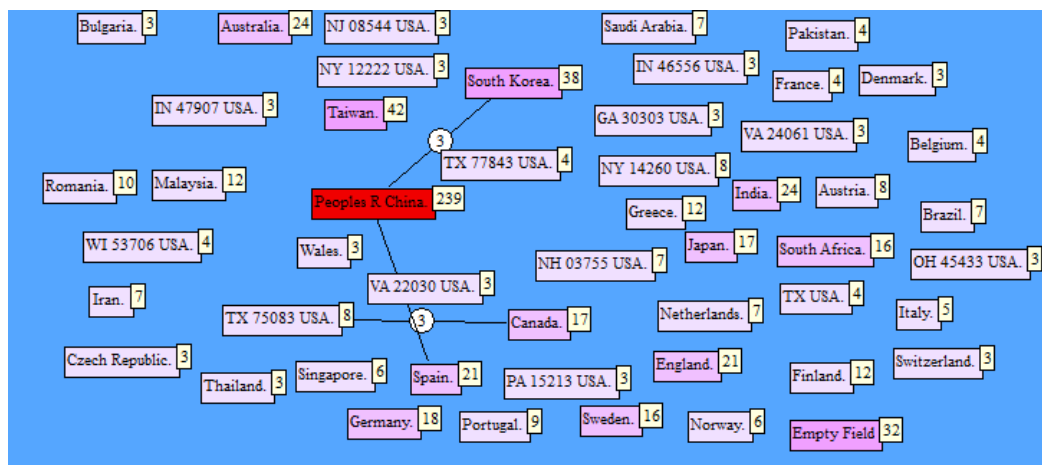 Bulgaria. 3
Australia. 24
NJ 08544 USA. 3
Saudi Arabia. 7
Pakistan. 4
NY 12222 USA. 3
South Korea. 38
IN 46556 USA. 3
France. 4
Denmark. 3
IN 47907 USA. 3
Taiwan. 42
GA 30303 USA. 3
VA 24061 USA. 3
Belgium. 4
3
TX 77843 USA. 4
NY 14260 USA. 8
Romania. 10
Malaysia. 12
Peoples R China. 239
India. 24
Austria. 8
Greece. 12
Brazil. 7
WI 53706 USA. 4
Wales. 3
Japan. 17
South Africa. 16
NH 03755 USA. 7
OH 45433 USA. 3
Iran. 7
VA 22030 USA. 3
TX USA. 4
TX 75083 USA. 8
3
Canada. 17
Netherlands. 7
Italy. 5
Czech Republic. 3
Thailand. 3
Singapore. 6
Spain. 21
PA 15213 USA. 3
England. 21
Finland. 12
Switzerland. 3
Germany. 18
Portugal. 9
Sweden. 16
Norway. 6
Empty Field 32